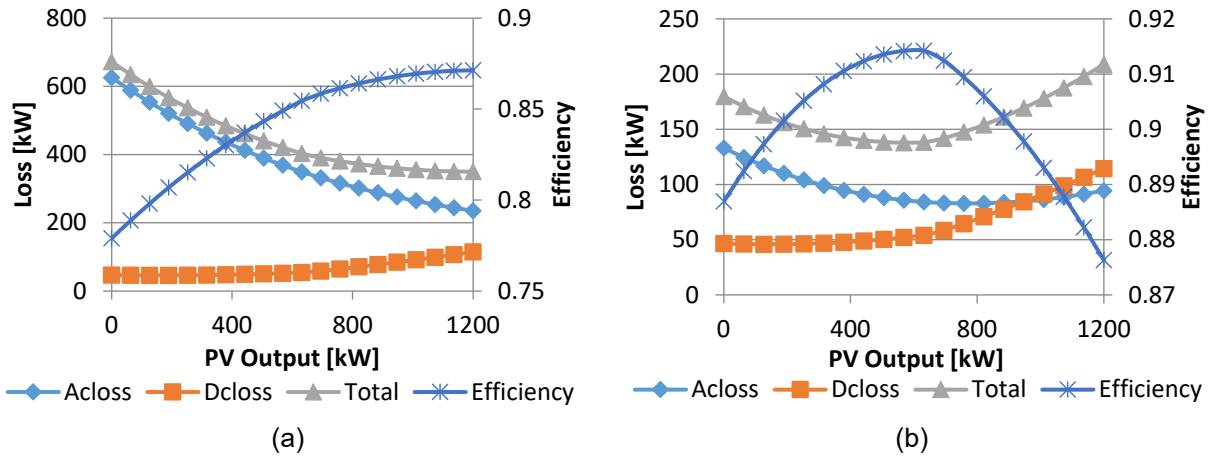 800
600
400
200
0
Loss [kW]
0.9
0.85
0.8
0.75
Efficiency
0 400 800 1200
PV Output [kW]
Acloss Dcloss Total Efficiency
(a)
250
200
150
100
50
0
Loss [kW]
0.92
0.91
0.9
0.89
0.88
0.87
Efficiency
0 400 800 1200
PV Output [kW]
Acloss Dcloss Total Efficiency
(b)